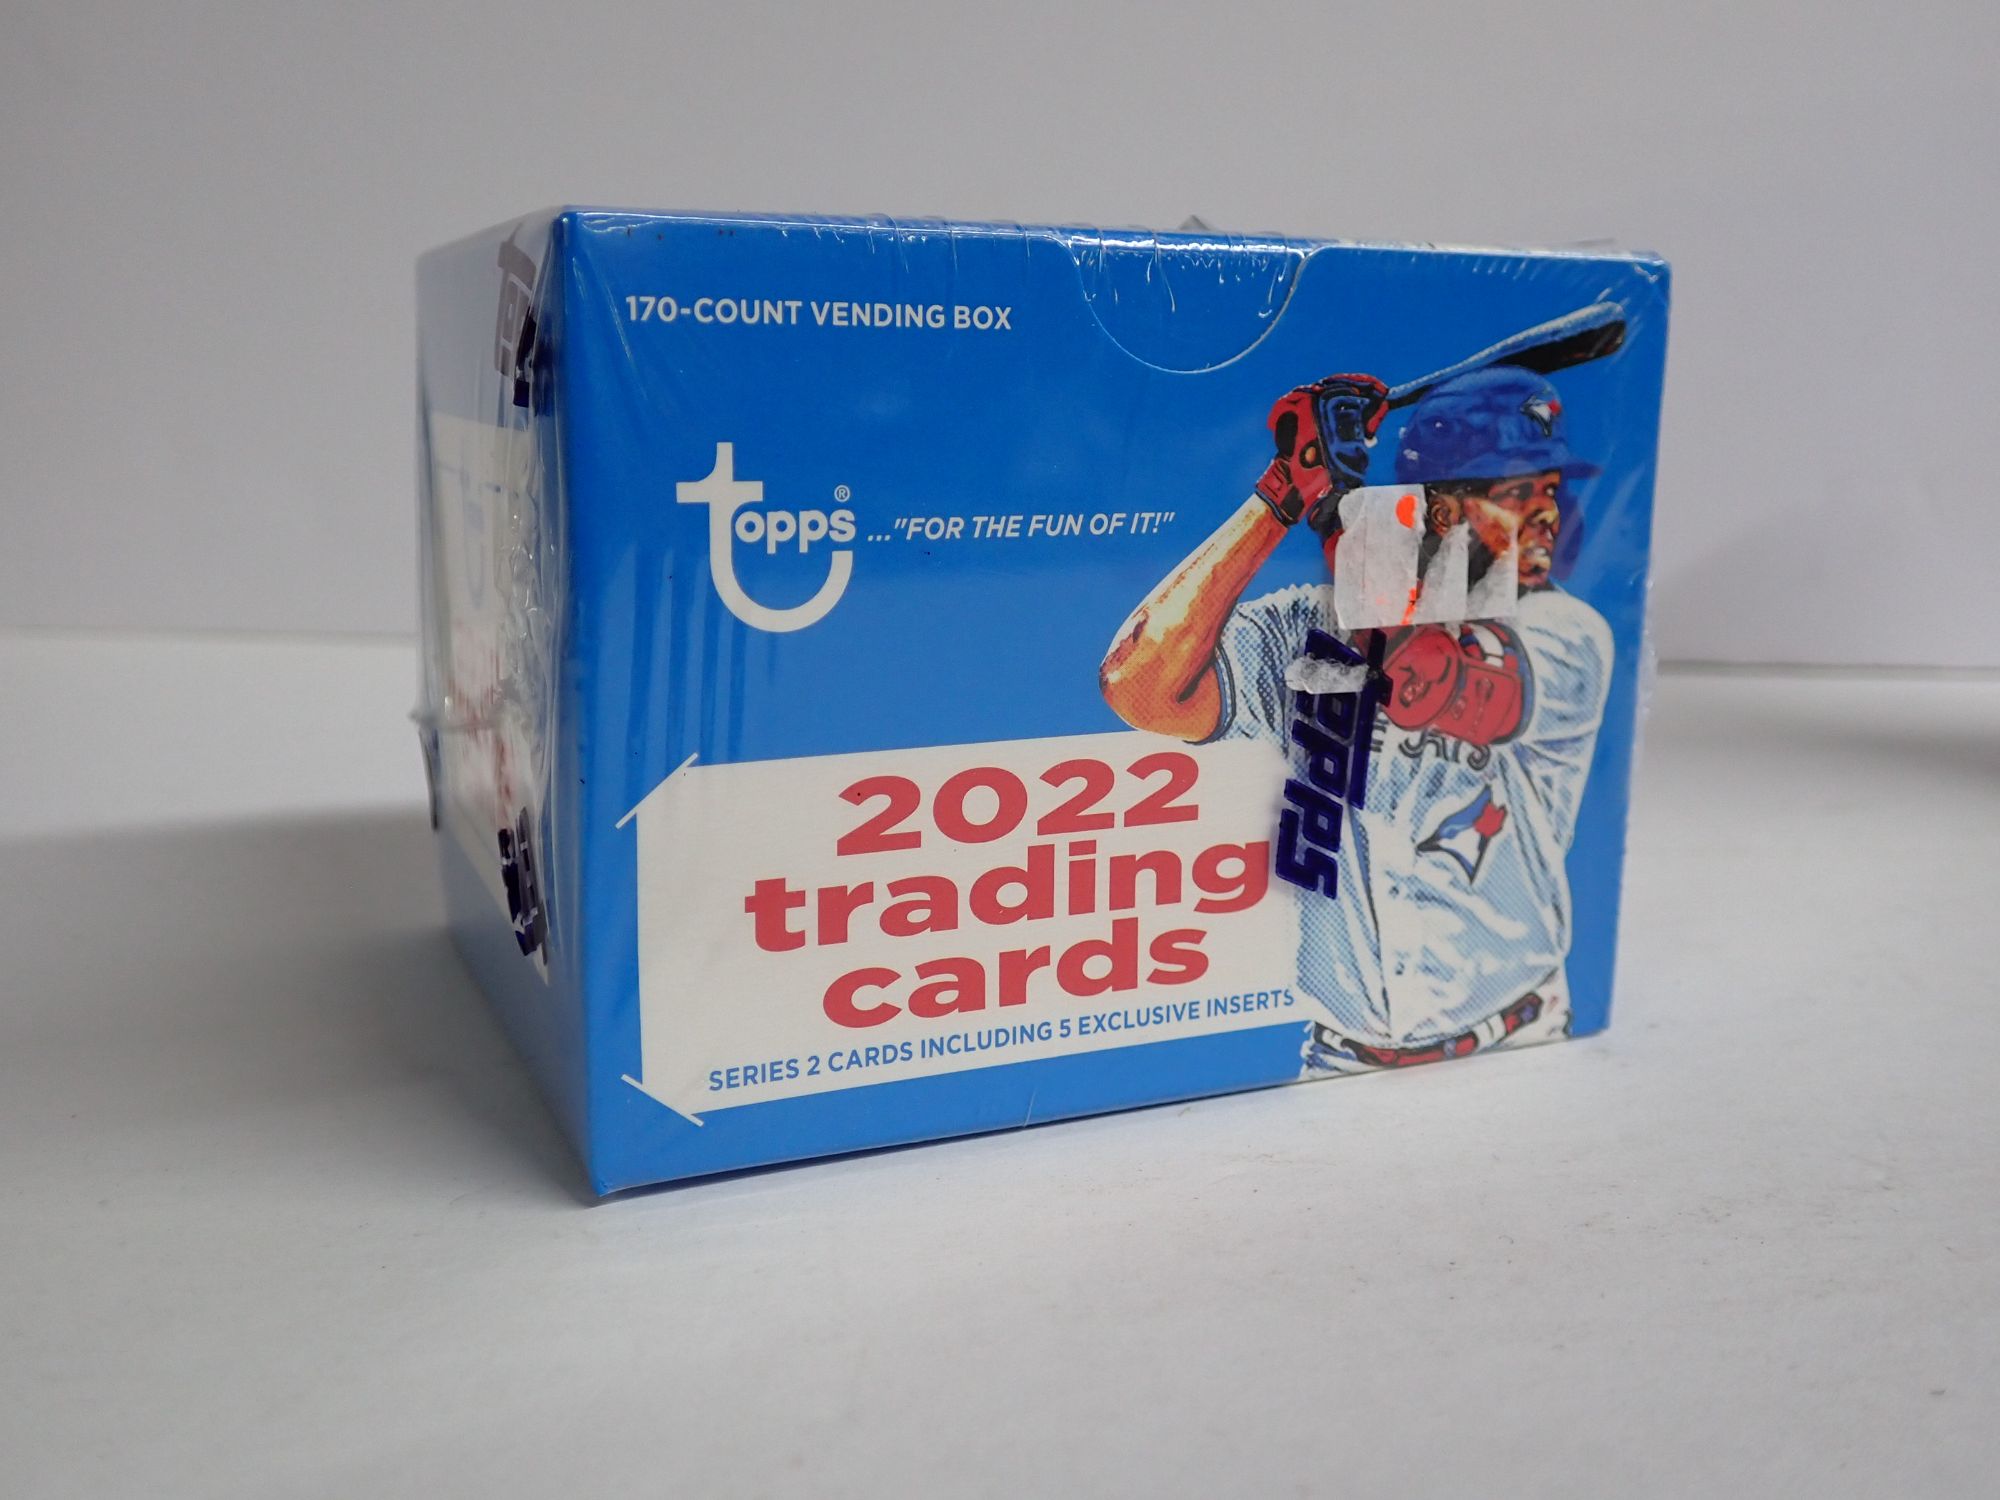 170-COUNT VENDING BOX
topps® ..."FOR THE FUN OF IT!"
2022
trading
cards
SERIES 2 CARDS INCLUDING 5 EXCLUSIVE INSERTS
TOPPS